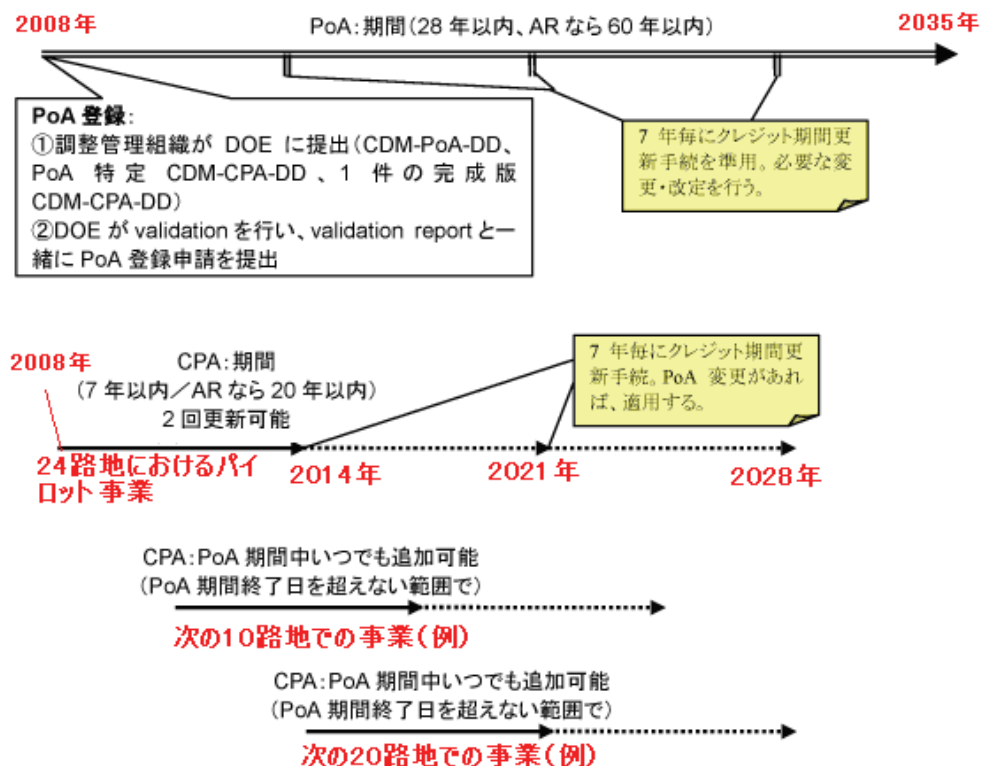 2008年
PoA:期間(28 年以内、AR なら 60 年以内)
2035年
PoA 登録:
①調整管理組織が DOE に提出(CDM-PoA-DD、
PoA 特定 CDM-CPA-DD、1 件の完成版
CDM-CPA-DD)
②DOE が validation を行い、validation report と一
緒に PoA 登録申請を提出
7 年毎にクレジット期間更
新手続を準用。必要な変
更・改定を行う。
2008年
CPA:期間
(7 年以内/AR なら 20 年以内)
2 回更新可能
7 年毎にクレジット期間更
新手続。PoA 変更があれ
ば、適用する。
24路地におけるパイ
ロット事業
2014年
2021年
2028年
CPA:PoA 期間中いつでも追加可能
(PoA 期間終了日を超えない範囲で)
次の10路地での事業(例)
CPA:PoA 期間中いつでも追加可能
(PoA 期間終了日を超えない範囲で)
次の20路地での事業(例)